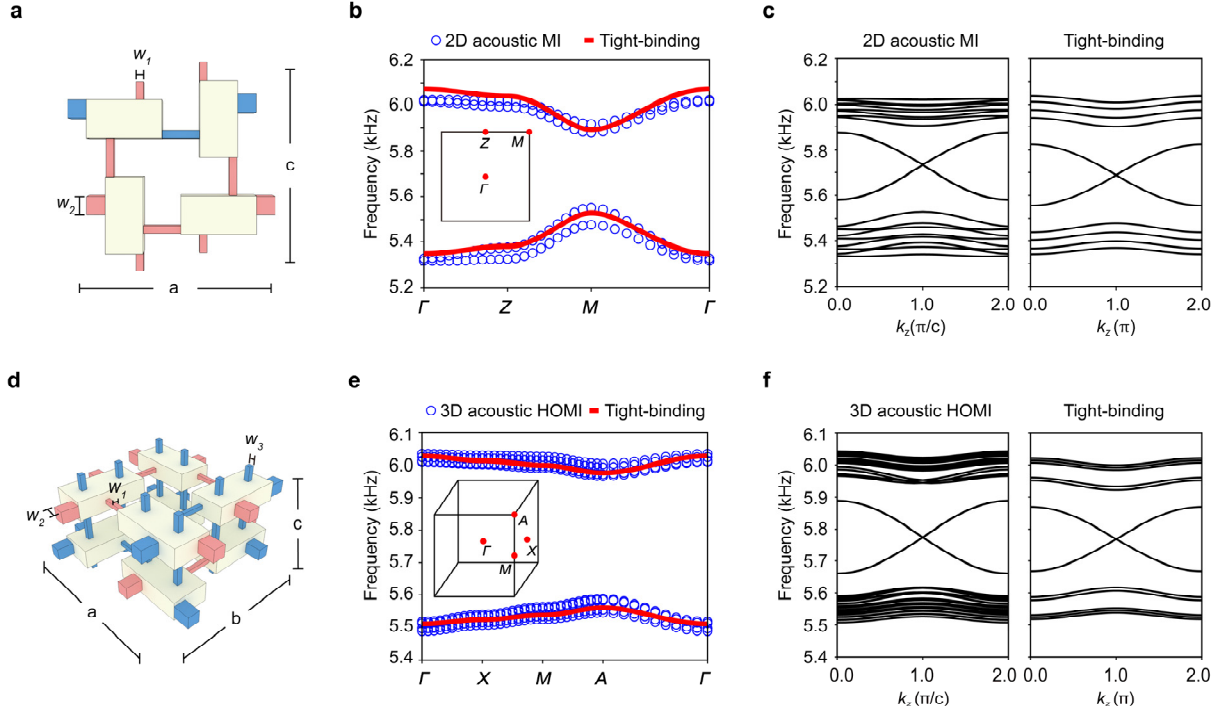 a
w1
w2
c
a
b
2D acoustic MI Tight-binding
Frequency (kHz)
6.2
6.0
5.8
5.6
5.4
5.2
Z M
Γ
Γ Z M Γ
c
2D acoustic MI Tight-binding
Frequency (kHz)
6.2
6.0
5.8
5.6
5.4
5.2
0.0 1.0 2.0 0.0 1.0 2.0
kz(π/c) kz(π)
d
w3
w1
w2
c
a b
e
3D acoustic HOMI Tight-binding
Frequency (kHz)
6.1
6.0
5.9
5.8
5.7
5.6
5.5
5.4
A
Γ X
M
Γ X M A Γ
f
3D acoustic HOMI Tight-binding
Frequency (kHz)
6.1
6.0
5.9
5.8
5.7
5.6
5.5
5.4
0.0 1.0 2.0 0.0 1.0 2.0
kz(π/c) kz(π)